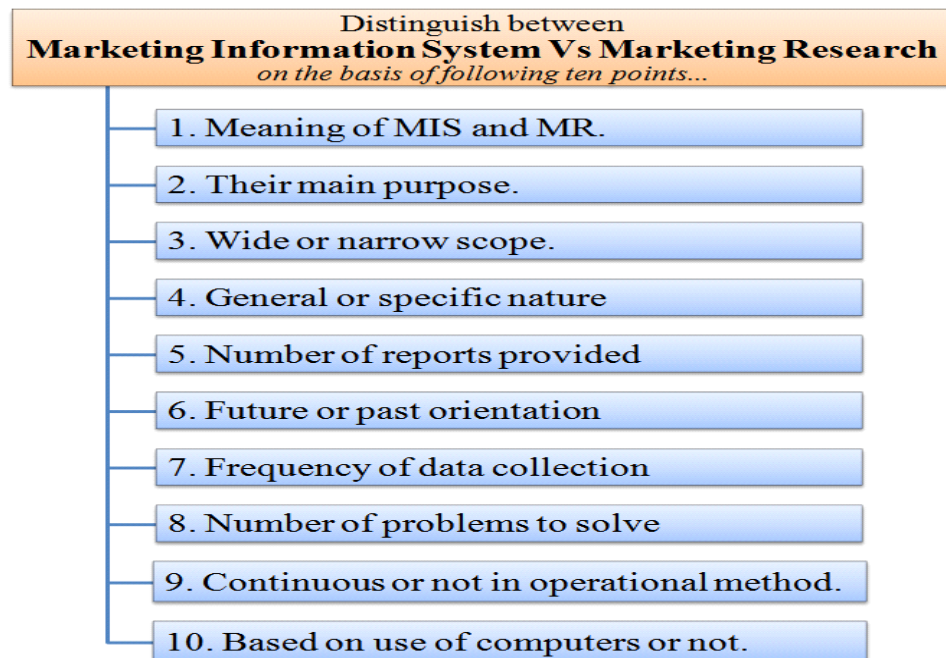 Distinguish between
Marketing Information System Vs Marketing Research
on the basis of following ten points...
1. Meaning of MIS and MR.
2. Their main purpose.
3. Wide or narrow scope.
4. General or specific nature
5. Number of reports provided
6. Future or past orientation
7. Frequency of data collection
8. Number of problems to solve
9. Continuous or not in operational method.
10. Based on use of computers or not.